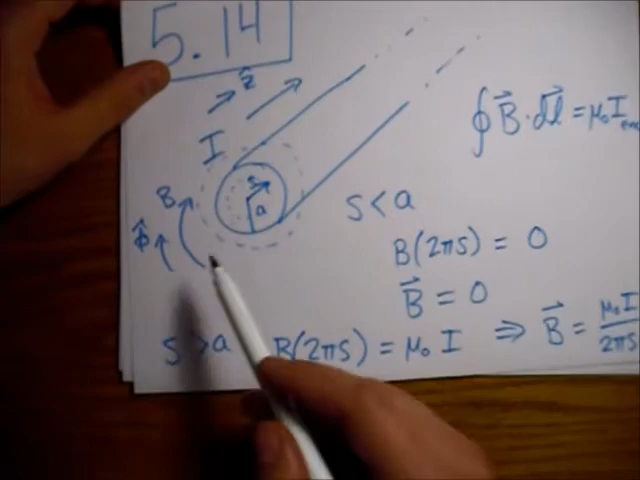 5.14
ẑ
I
∮B⃗·dl⃗ = μ₀I
B
s
a
φ̂
s < a
B(2πs) = 0
B⃗ = 0
s > a B(2πs) = μ₀ I ⇒ B⃗ = μ₀I/2πs